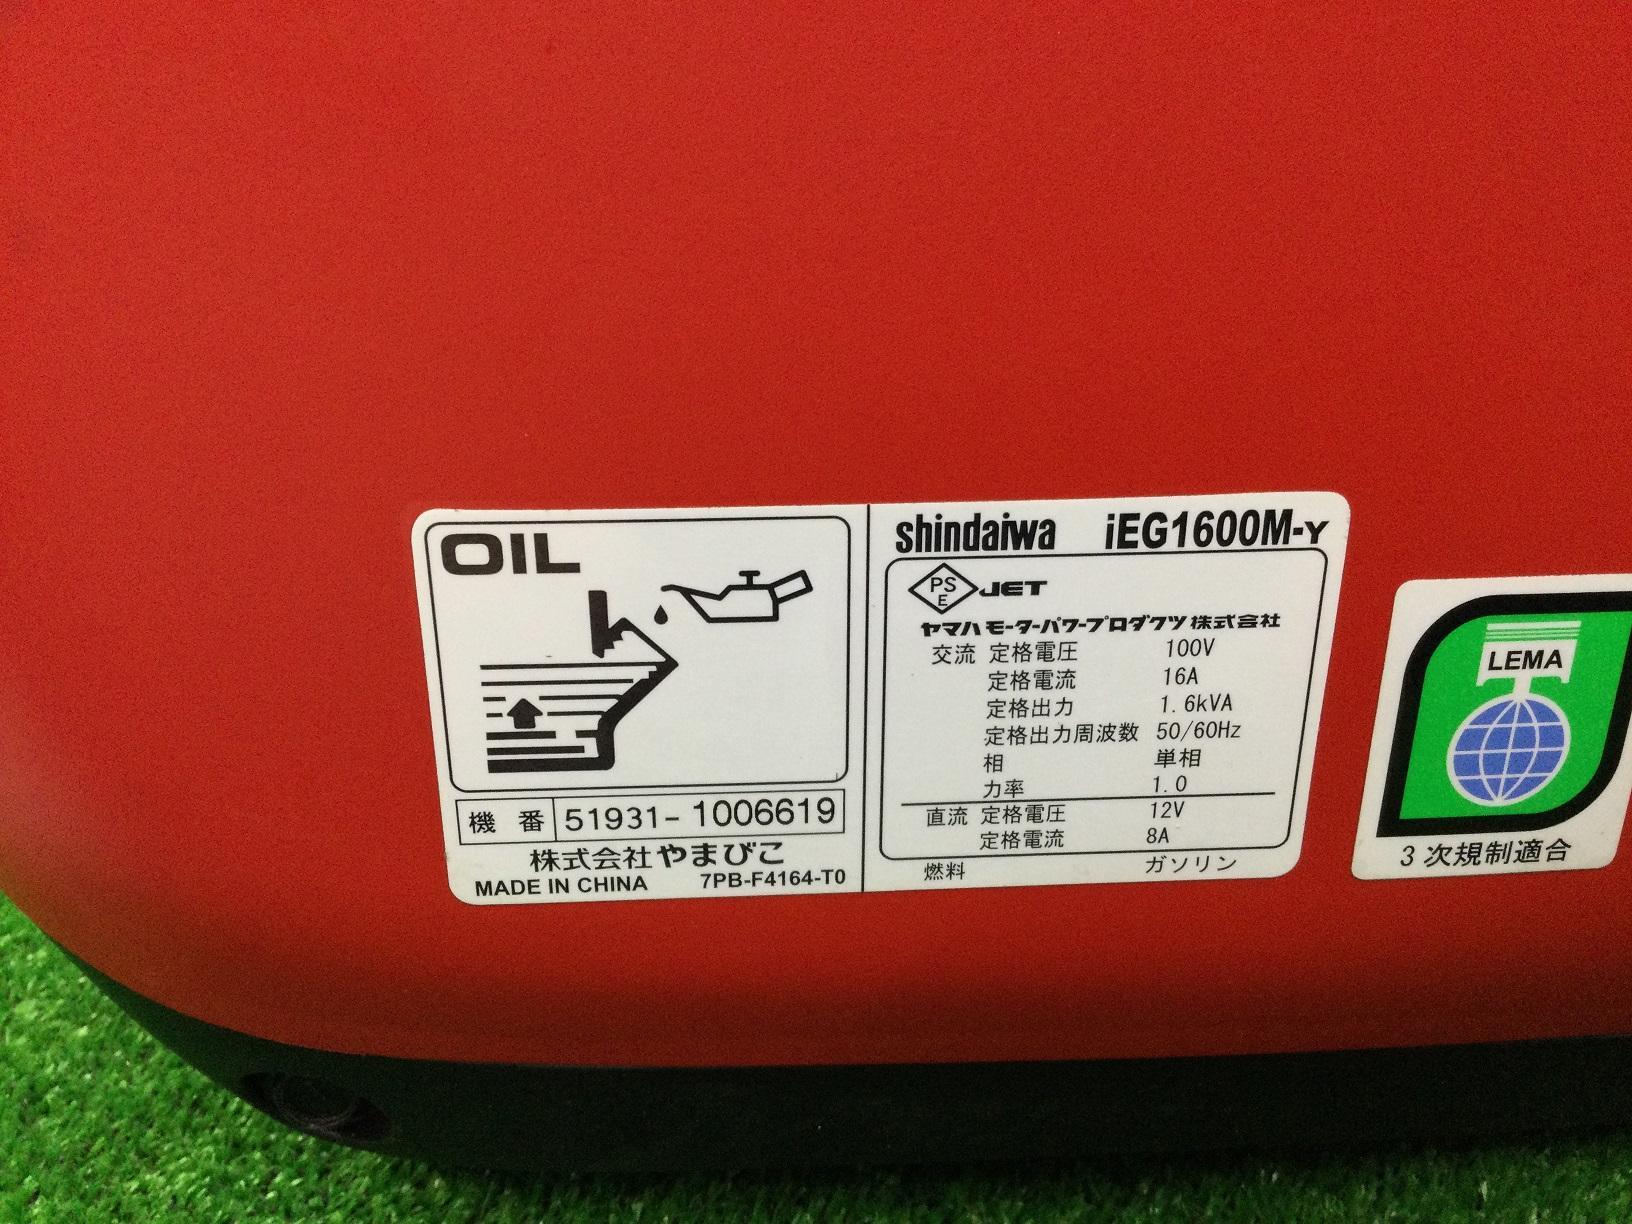 OIL
機 番 51931-1006619
株式会社やまびこ
MADE IN CHINA 7PB-F4164-T0
shindaiwa iEG1600M-Y
PSE JET
ヤマハモーターパワープロダクツ株式会社
交流 定格電圧 100V
定格電流 16A
定格出力 1.6kVA
定格出力周波数 50/60Hz
相 単相
力率 1.0
直流 定格電圧 12V
定格電流 8A
燃料 ガソリン
LEMA
3次規制適合